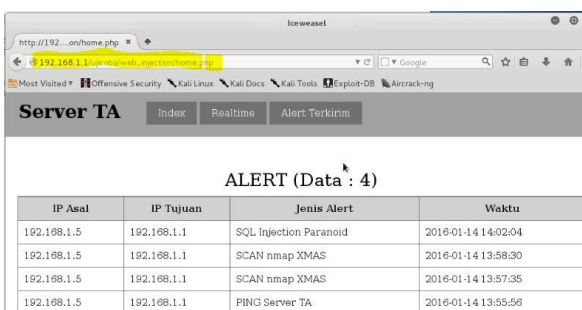 Iceweasel
http://192....on/home.php
192.168.1.1/ujicoba/web_injection/home.php
Google
Most Visited Offensive Security Kali Linux Kali Docs Kali Tools Exploit-DB Aircrack-ng
Server TA Index Realtime Alert Terkirim
ALERT (Data : 4)
IP Asal IP Tujuan Jenis Alert Waktu
192.168.1.5 192.168.1.1 SQL Injection Paranoid 2016-01-14 14:02:04
192.168.1.5 192.168.1.1 SCAN nmap XMAS 2016-01-14 13:58:30
192.168.1.5 192.168.1.1 SCAN nmap XMAS 2016-01-14 13:57:35
192.168.1.5 192.168.1.1 PING Server TA 2016-01-14 13:55:56